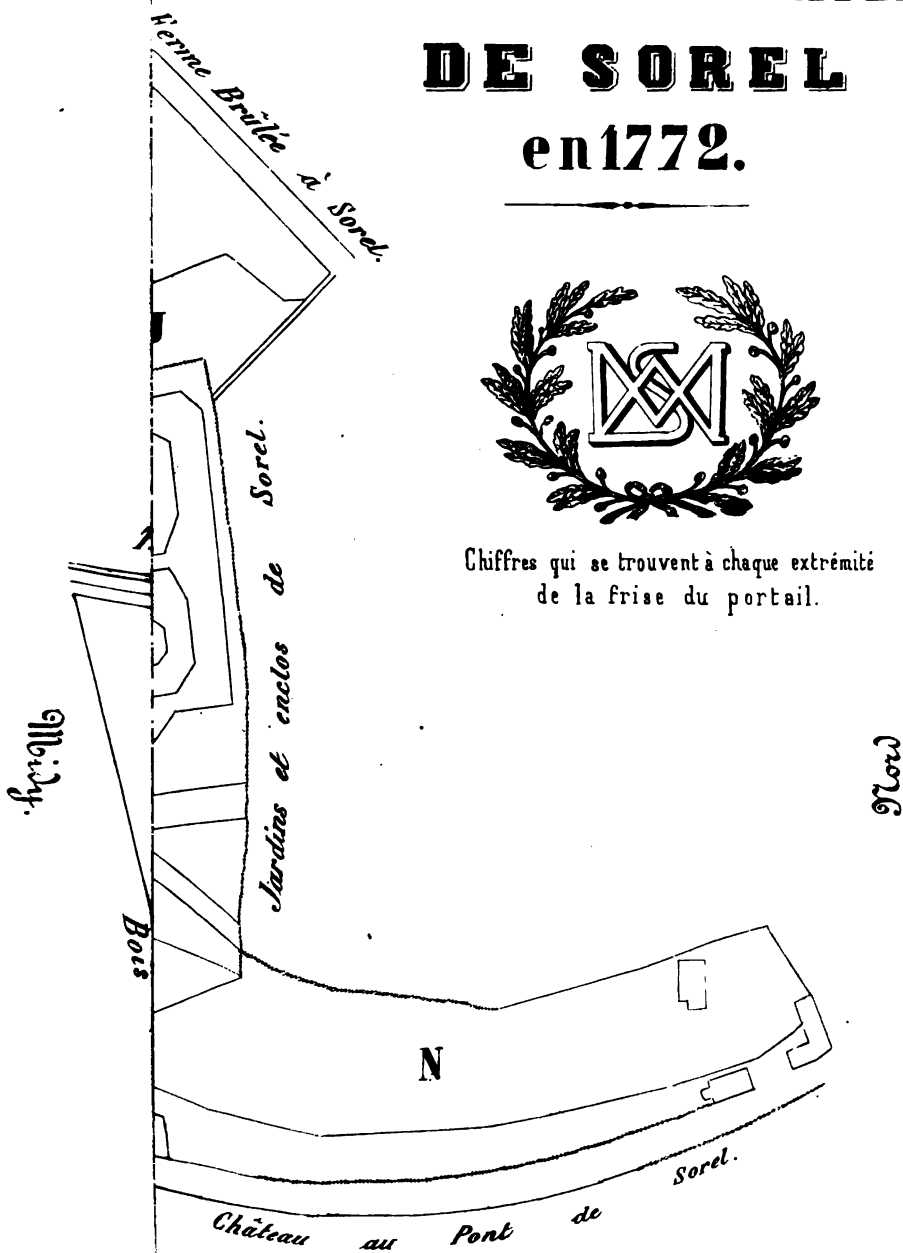 DE SOREL
en 1772.
Ferme Brûlée à Sorel.
Chiffres qui se trouvent à chaque extrémité
de la frise du portail.
Jardins et enclos de Sorel.
Midy.
Nord
Bois
N
Château au Pont de Sorel.